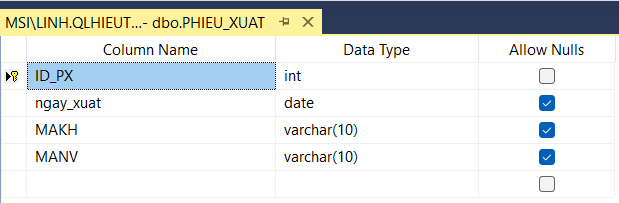 MSI\LINH.QLHIEUT...- dbo.PHIEU_XUAT
Column Name Data Type Allow Nulls
ID_PX int
ngay_xuat date
MAKH varchar(10)
MANV varchar(10)